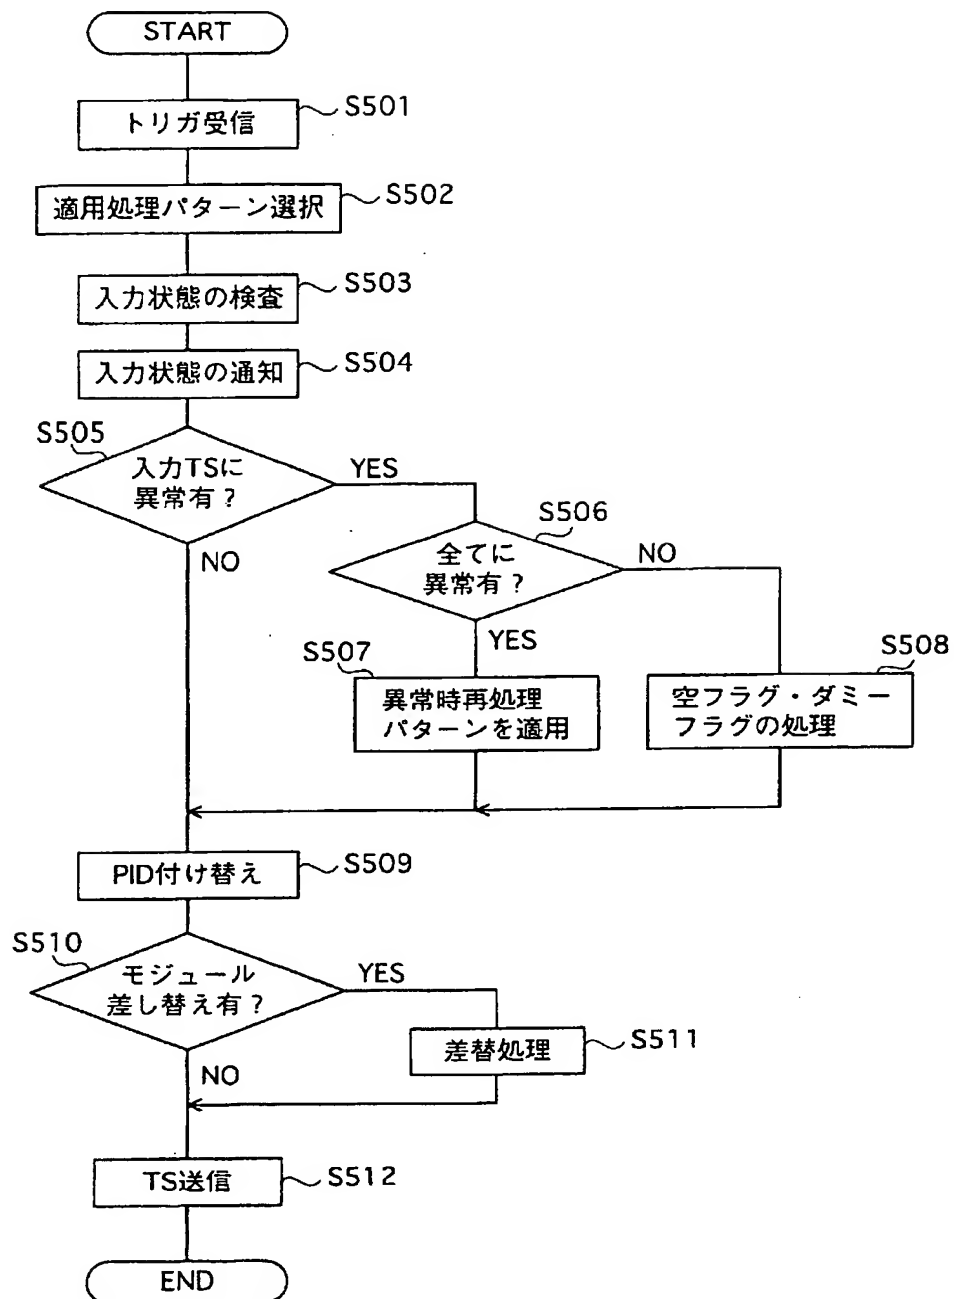 START
トリガ受信
S501
適用処理パターン選択
S502
入力状態の検査
S503
入力状態の通知
S504
S505
入力TSに
異常有?
YES
NO
S506
全てに
異常有?
NO
YES
S507
異常時再処理
パターンを適用
S508
空フラグ・ダミー
フラグの処理
PID付け替え
S509
S510
モジュール
差し替え有?
YES
NO
差替処理
S511
TS送信
S512
END